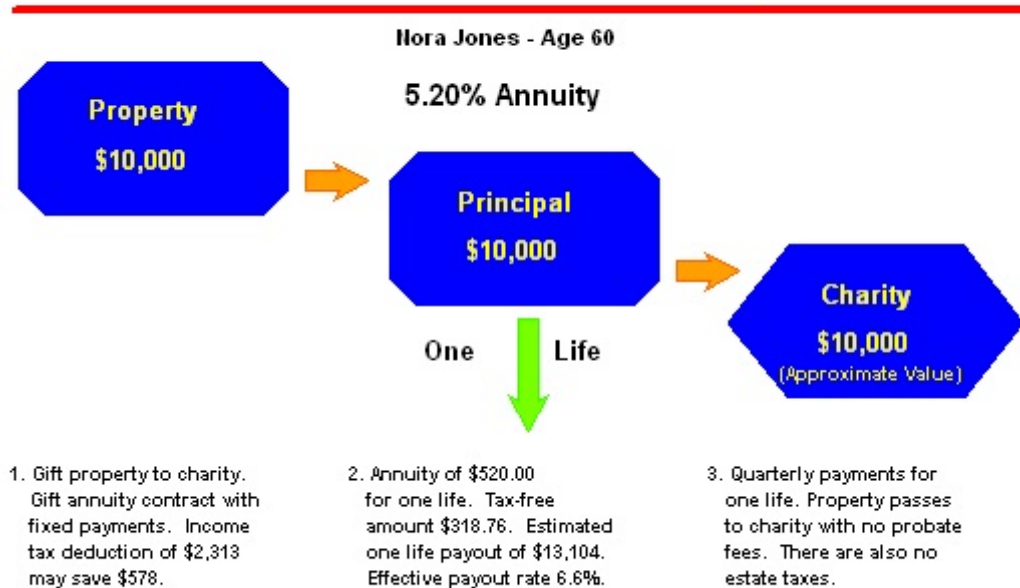 Nora Jones - Age 60
5.20% Annuity
Property
$10,000
Principal
$10,000
Charity
$10,000
(Approximate Value)
One Life
1. Gift property to charity.
Gift annuity contract with
fixed payments. Income
tax deduction of $2,313
may save $578.
2. Annuity of $520.00
for one life. Tax-free
amount $318.76. Estimated
one life payout of $13,104.
Effective payout rate 6.6%.
3. Quarterly payments for
one life. Property passes
to charity with no probate
fees. There are also no
estate taxes.